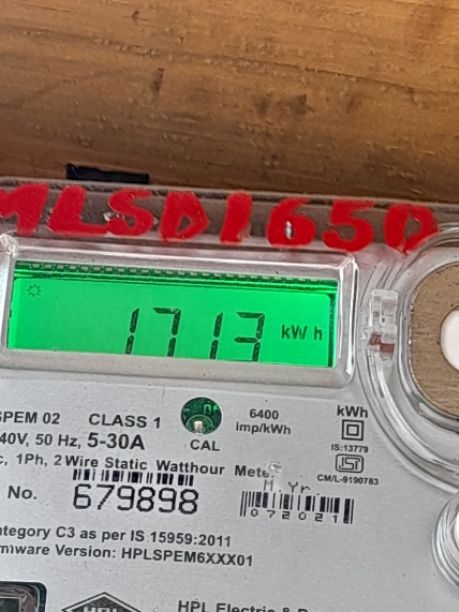 MLSD1650
1713 kW h
SPEM 02 CLASS 1 CAL 6400 imp/kWh kWh
40V, 50 Hz, 5-30A IS:13779
c, 1Ph, 2 Wire Static Watthour Meter CM/L-9190783
No. 679898 M. Yr.
072021
ategory C3 as per IS 15959:2011
mware Version: HPLSPEM6XXX01
HPL Electric &